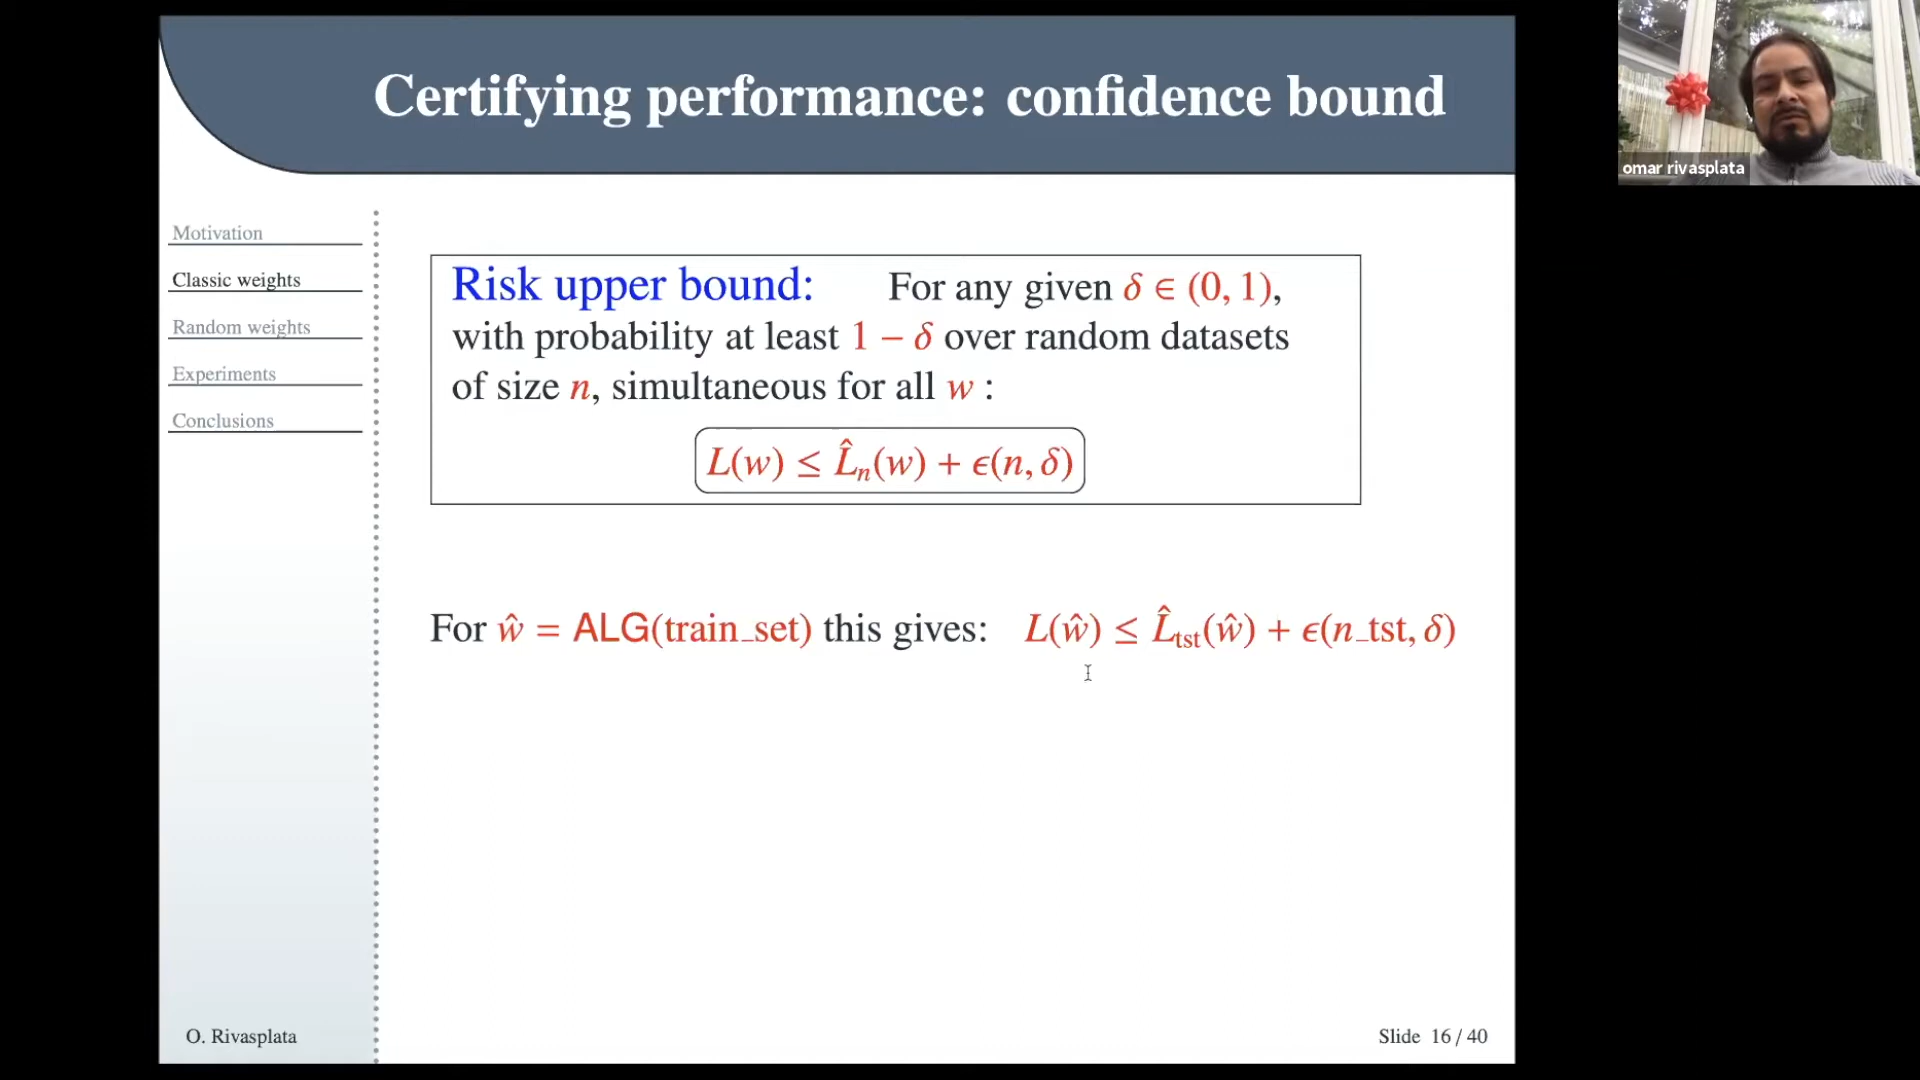 Certifying performance: confidence bound
omar rivasplata
Motivation
Classic weights
Random weights
Experiments
Conclusions
Risk upper bound: For any given δ ∈ (0, 1),
with probability at least 1 − δ over random datasets
of size n, simultaneous for all w :
L(w) ≤ L̂ₙ(w) + ϵ(n, δ)
For ŵ = ALG(train_set) this gives: L(ŵ) ≤ L̂_tst(ŵ) + ϵ(n_tst, δ)
O. Rivasplata
Slide 16 / 40